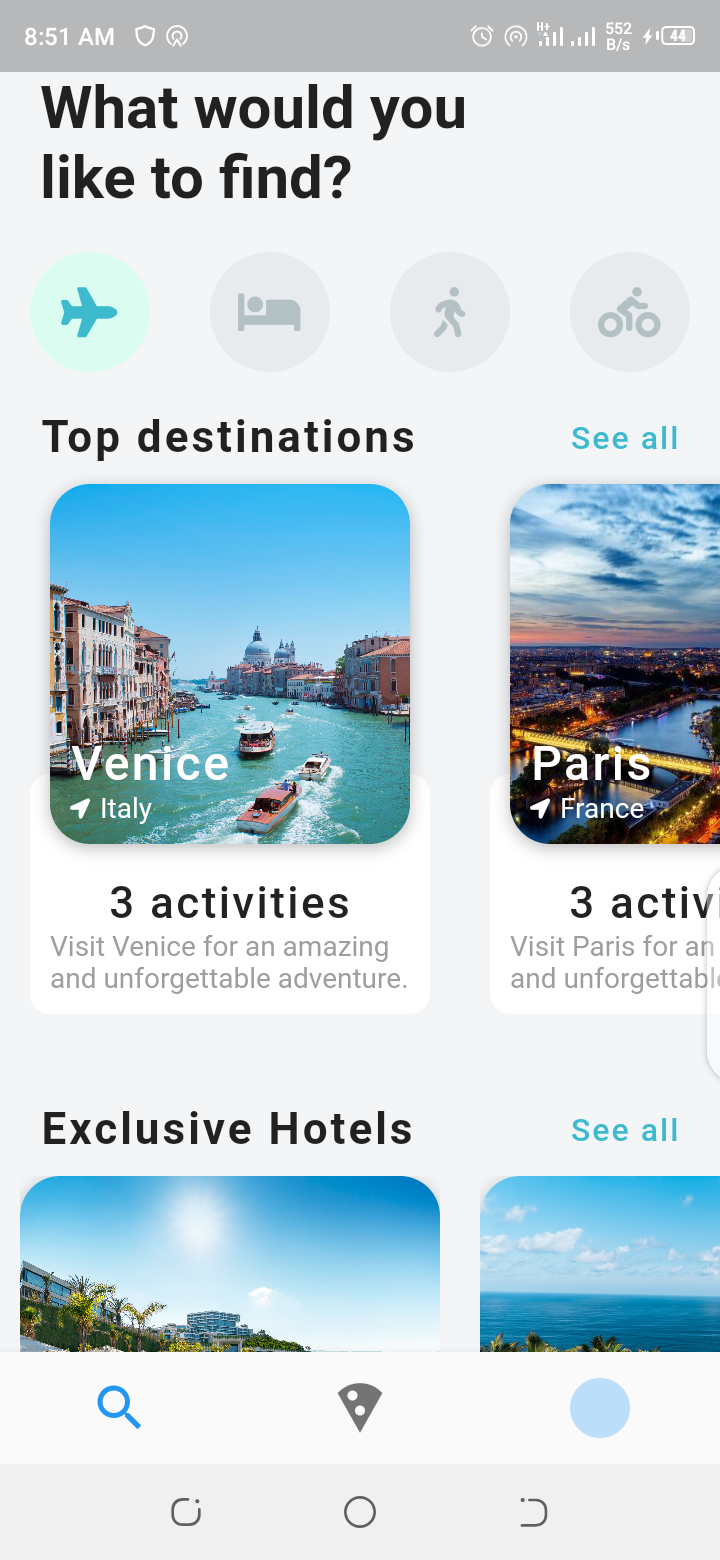 8:51 AM
H+
552
B/s
44
What would you
like to find?
Top destinations
See all
Venice
Italy
Paris
France
3 activities
Visit Venice for an amazing
and unforgettable adventure.
3 activi
Visit Paris for an
and unforgettabl
Exclusive Hotels
See all